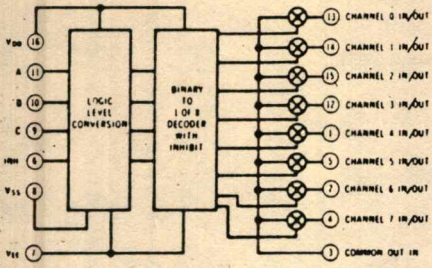 VDD 16
A 11
B 10
C 9
INH 6
VSS 8
VEE 7
LOGIC
LEVEL
CONVERSION
BINARY
TO
1 OF 8
DECODER
WITH
INHIBIT
13 CHANNEL 0 IN/OUT
14 CHANNEL 1 IN/OUT
15 CHANNEL 2 IN/OUT
12 CHANNEL 3 IN/OUT
1 CHANNEL 4 IN/OUT
5 CHANNEL 5 IN/OUT
2 CHANNEL 6 IN/OUT
4 CHANNEL 7 IN/OUT
3 COMMON OUT IN